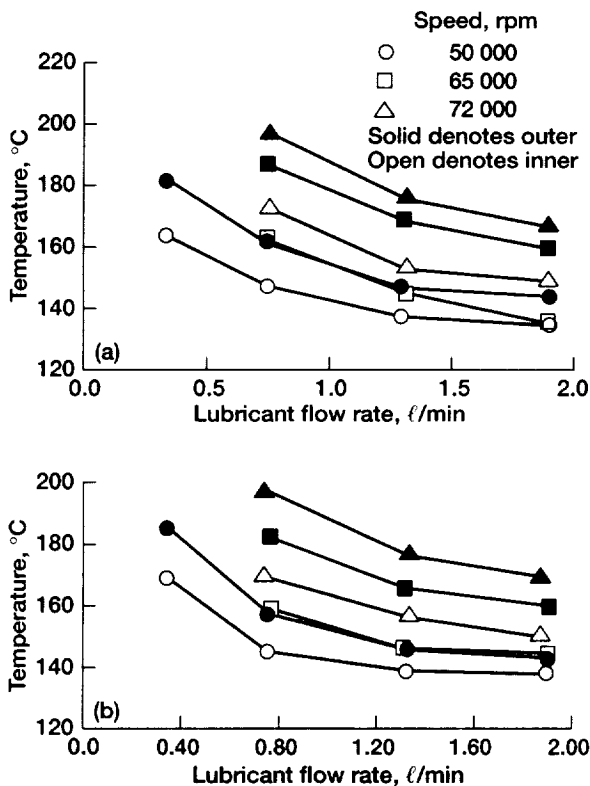 Speed, rpm
50 000
65 000
72 000
Solid denotes outer
Open denotes inner
220
200
180
160
140
120
Temperature, °C
(a)
0.0 0.5 1.0 1.5 2.0
Lubricant flow rate, ℓ/min
200
180
160
140
120
Temperature, °C
(b)
0.0 0.40 0.80 1.20 1.60 2.00
Lubricant flow rate, ℓ/min